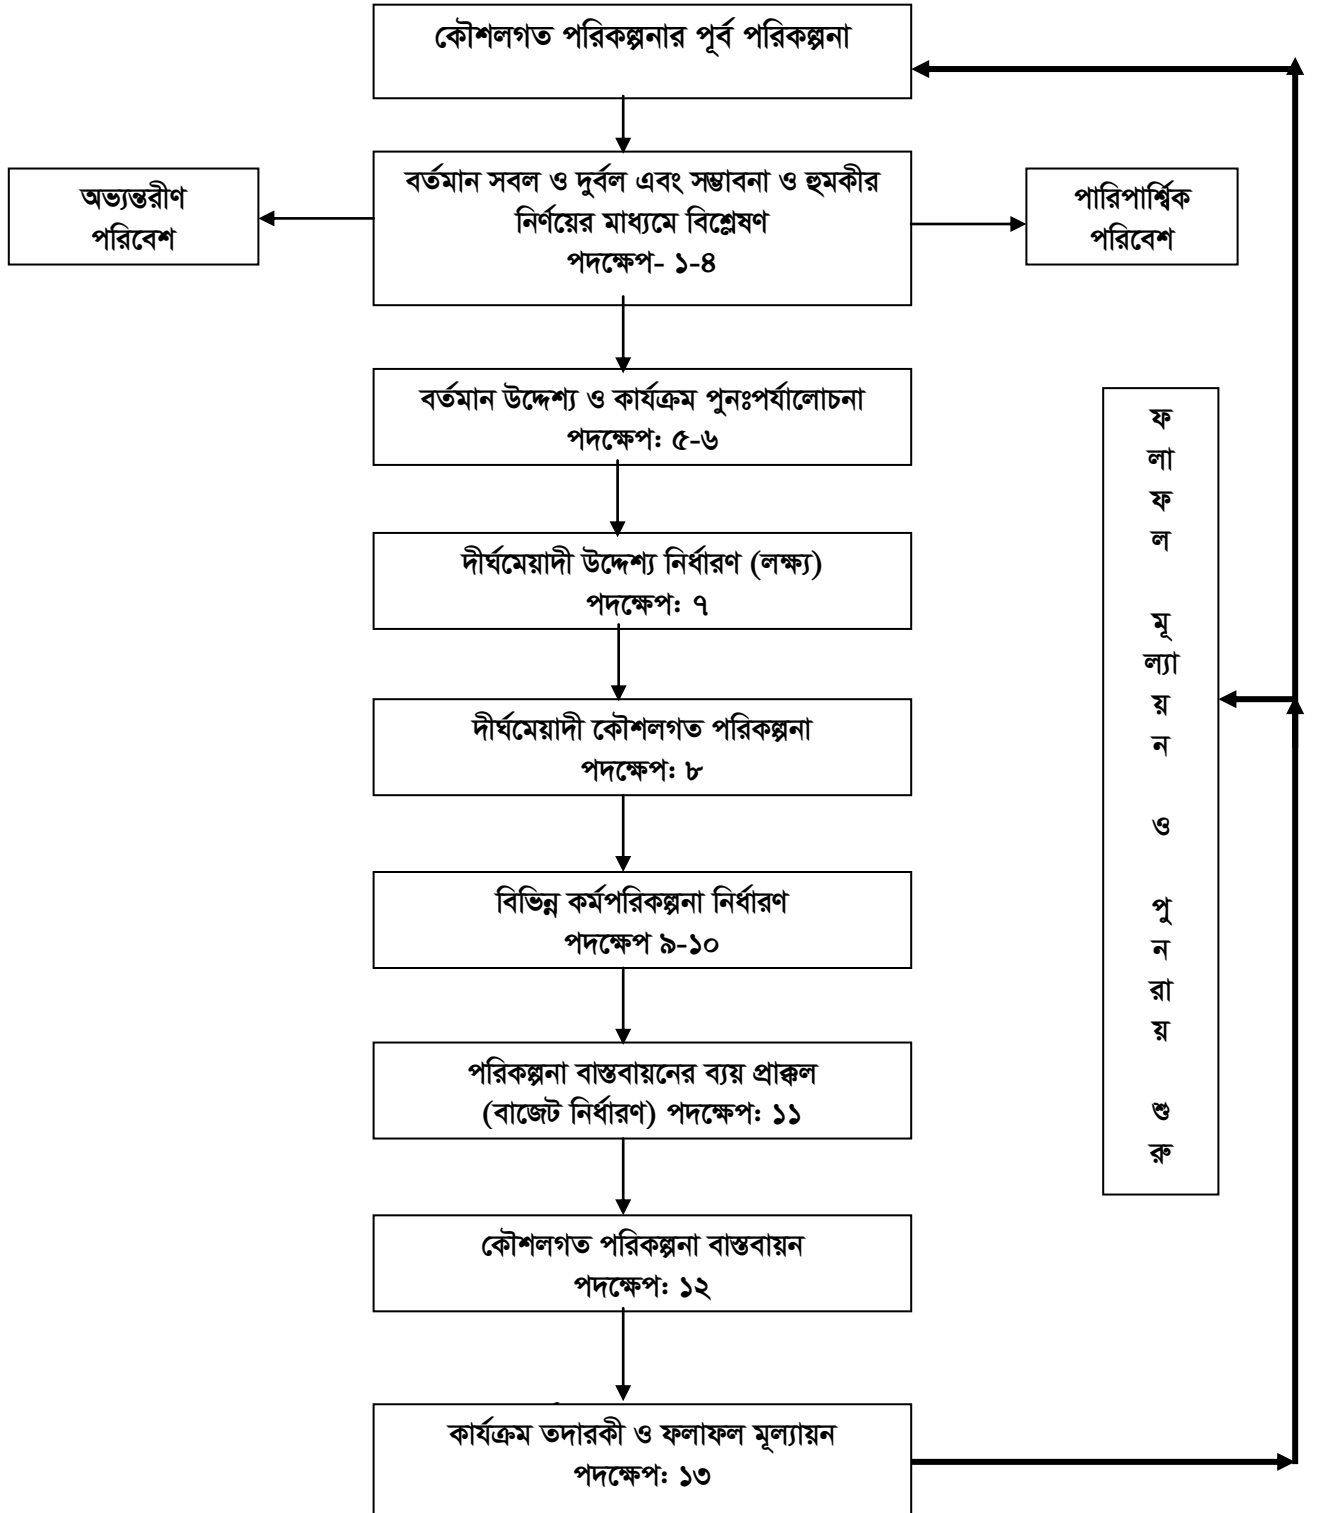 কৌশলগত পরিকল্পনার পূর্ব পরিকল্পনা
অভ্যন্তরীণ
পরিবেশ
বর্তমান সবল ও দুর্বল এবং সম্ভাবনা ও হুমকীর
নির্ণয়ের মাধ্যমে বিশ্লেষণ
পদক্ষেপ- ১-৪
পারিপার্শ্বিক
পরিবেশ
বর্তমান উদ্দেশ্য ও কার্যক্রম পুনঃপর্যালোচনা
পদক্ষেপ: ৫-৬
দীর্ঘমেয়াদী উদ্দেশ্য নির্ধারণ (লক্ষ্য)
পদক্ষেপ: ৭
দীর্ঘমেয়াদী কৌশলগত পরিকল্পনা
পদক্ষেপ: ৮
বিভিন্ন কর্মপরিকল্পনা নির্ধারণ
পদক্ষেপ ৯-১০
পরিকল্পনা বাস্তবায়নের ব্যয় প্রাক্কল
(বাজেট নির্ধারণ) পদক্ষেপ: ১১
কৌশলগত পরিকল্পনা বাস্তবায়ন
পদক্ষেপ: ১২
কার্যক্রম তদারকী ও ফলাফল মূল্যায়ন
পদক্ষেপ: ১৩
ফ
লা
ফ
ল
মূ
ল্যা
য়
ন
ও
পু
ন
রা
য়
শু
রু